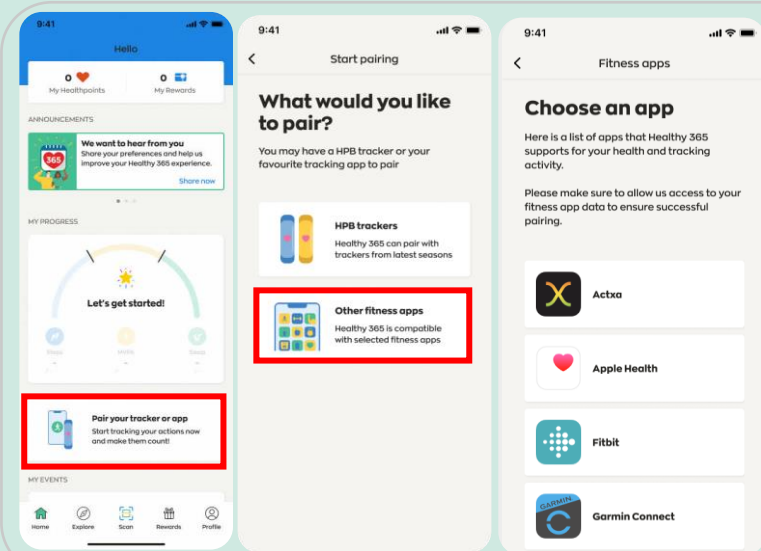 9:41
Hello
0
My Healthpoints
0
My Rewards
ANNOUNCEMENTS
365
We want to hear from you
Share your preferences and help us
improve your Healthy 365 experience.
Share now
MY PROGRESS
Let's get started!
Steps
MVPA
Sleep
Pair your tracker or app
Start tracking your actions now
and make them count!
MY EVENTS
Home
Explore
Scan
Rewards
Profile
9:41
Start pairing
What would you like
to pair?
You may have a HPB tracker or your
favourite tracking app to pair
HPB trackers
Healthy 365 can pair with
trackers from latest seasons
Other fitness apps
Healthy 365 is compatible
with selected fitness apps
9:41
Fitness apps
Choose an app
Here is a list of apps that Healthy 365
supports for your health and tracking
activity.
Please make sure to allow us access to your
fitness app data to ensure successful
pairing.
Actxa
Apple Health
Fitbit
GARMIN
Garmin Connect